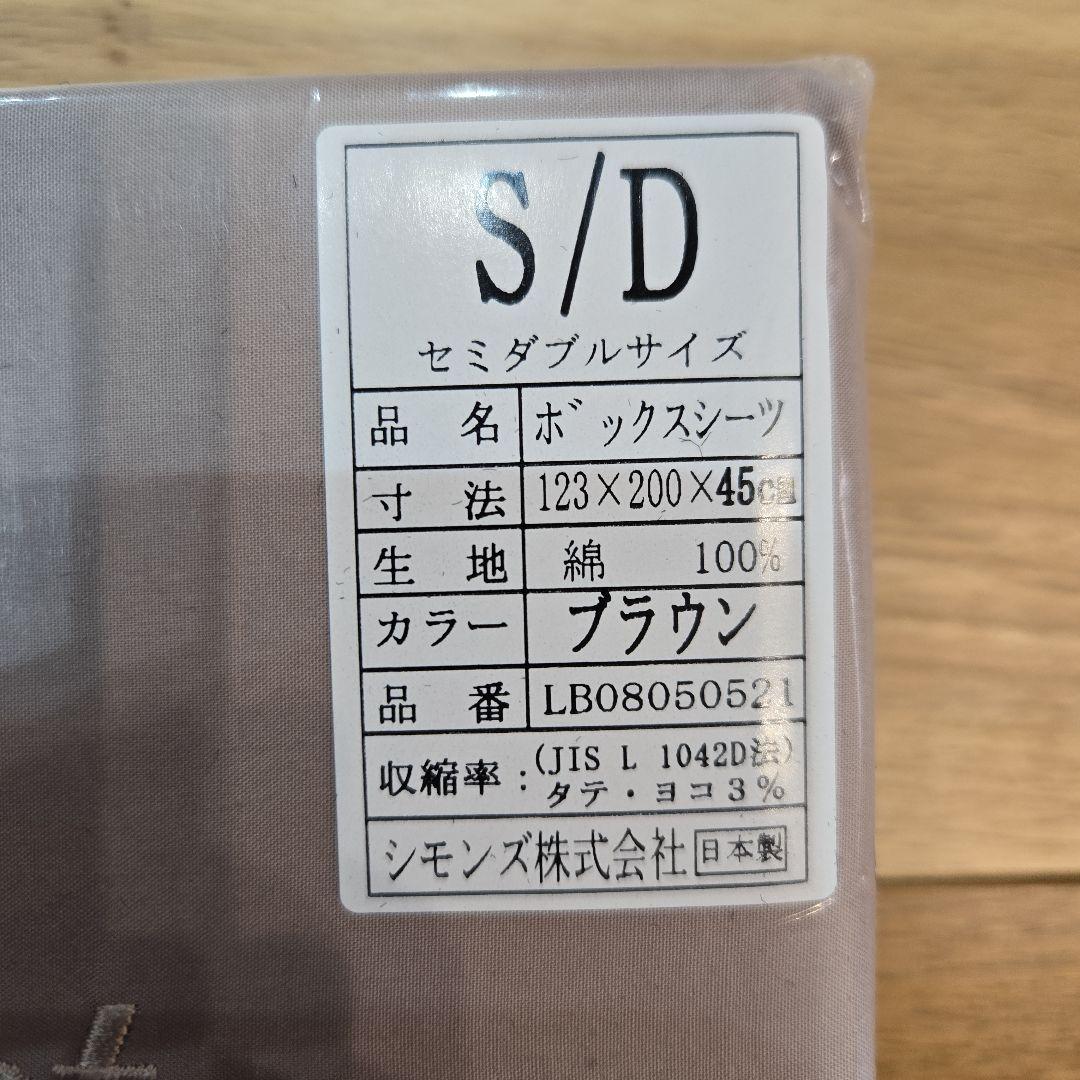 S/D
セミダブルサイズ
品名 ボックスシーツ
寸法 123×200×45cm
生地 綿 100%
カラー ブラウン
品番 LB08050521
収縮率:(JIS L 1042D法)
タテ・ヨコ3%
シモンズ株式会社 日本製